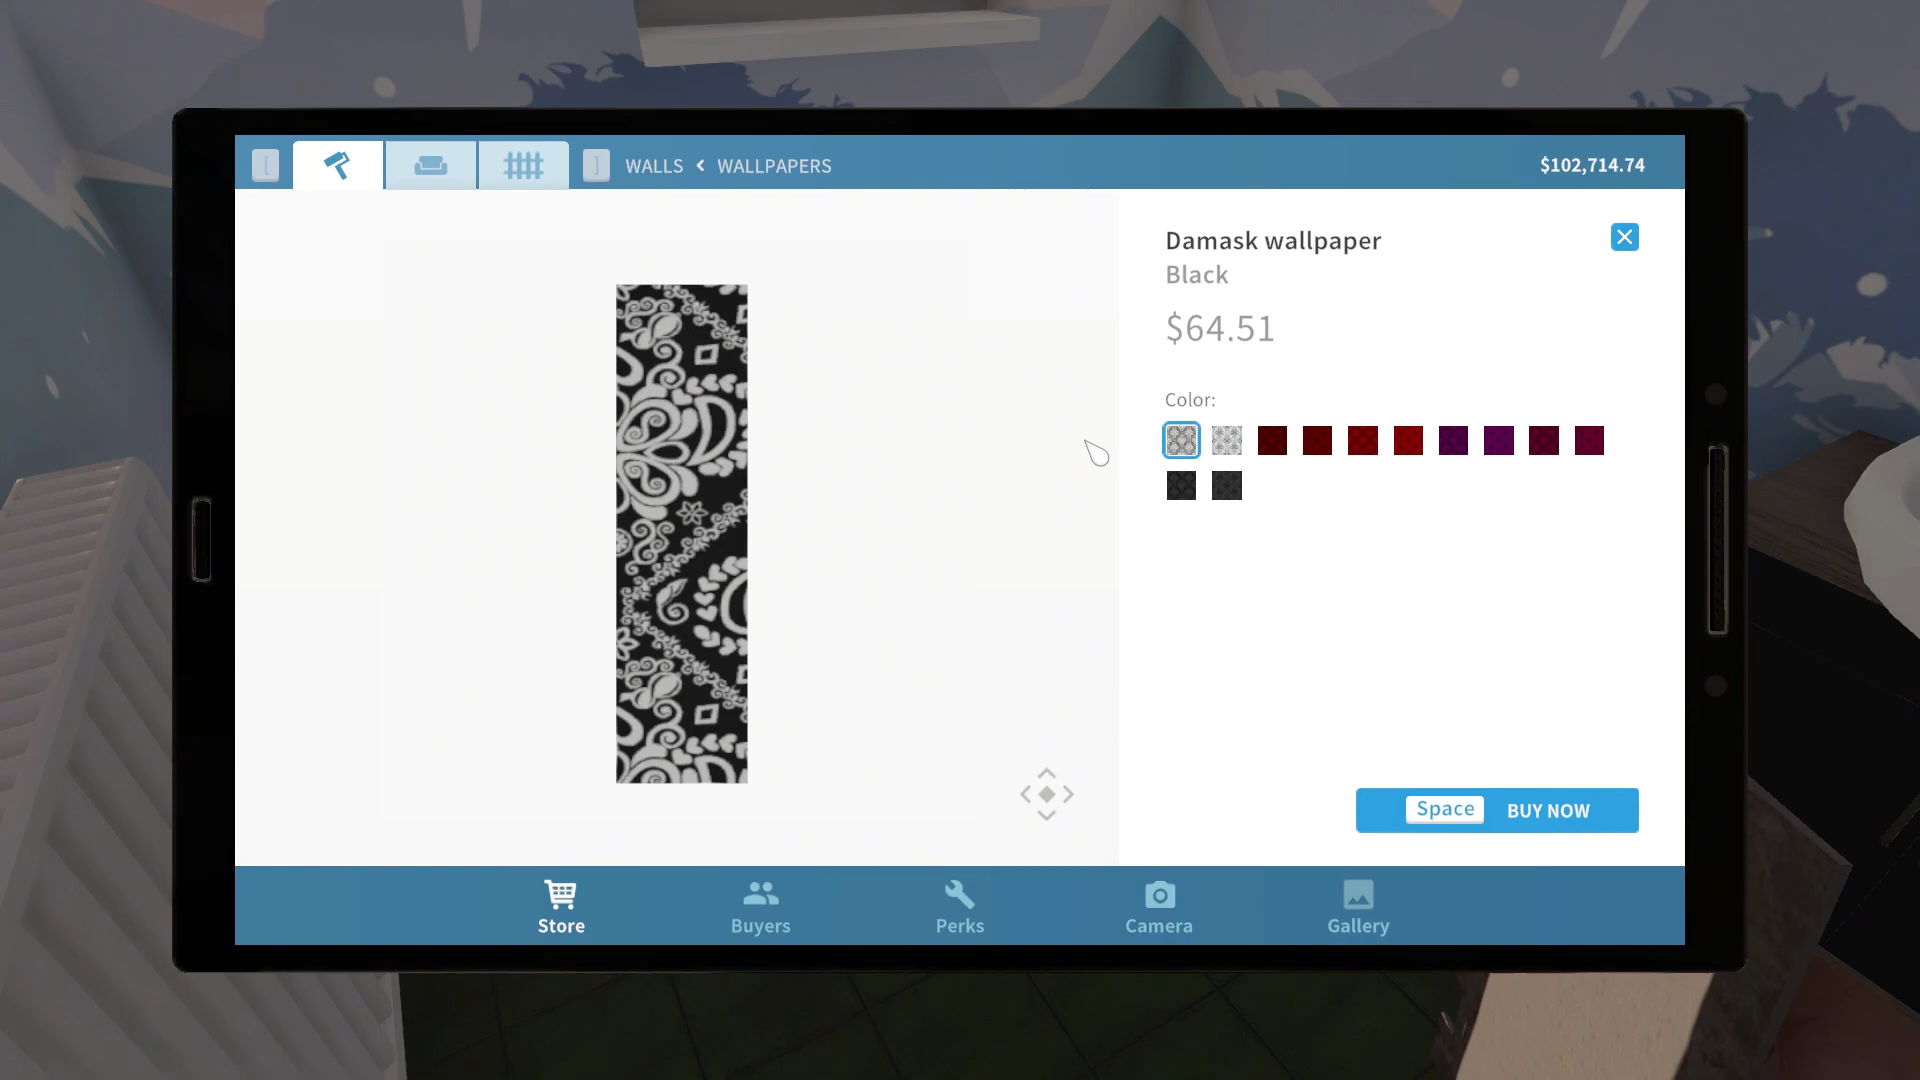 [ ] WALLS < WALLPAPERS $102,714.74
Damask wallpaper
Black
$64.51
Color:
Space BUY NOW
Store Buyers Perks Camera Gallery